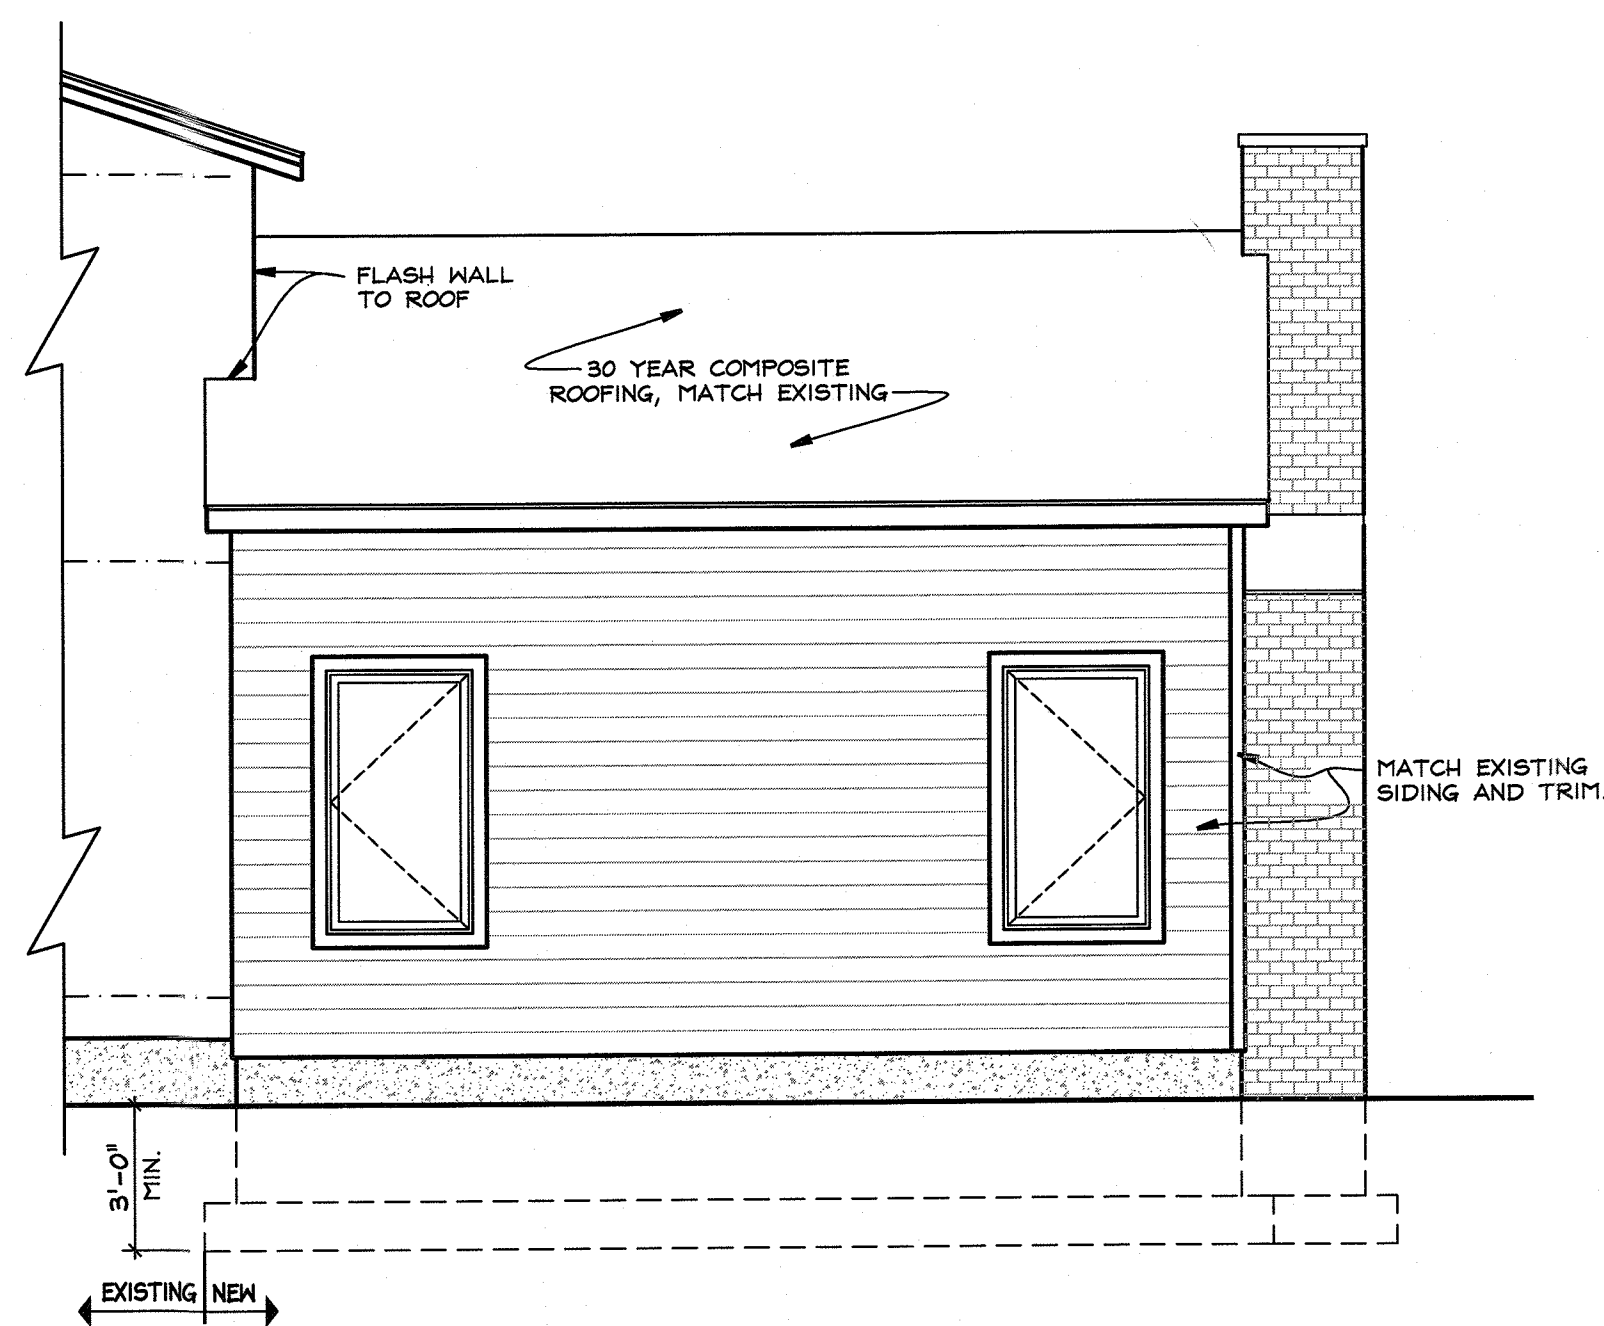 FLASH WALL
TO ROOF
30 YEAR COMPOSITE
ROOFING, MATCH EXISTING
MATCH EXISTING
SIDING AND TRIM.
3'-0"
MIN.
EXISTING NEW